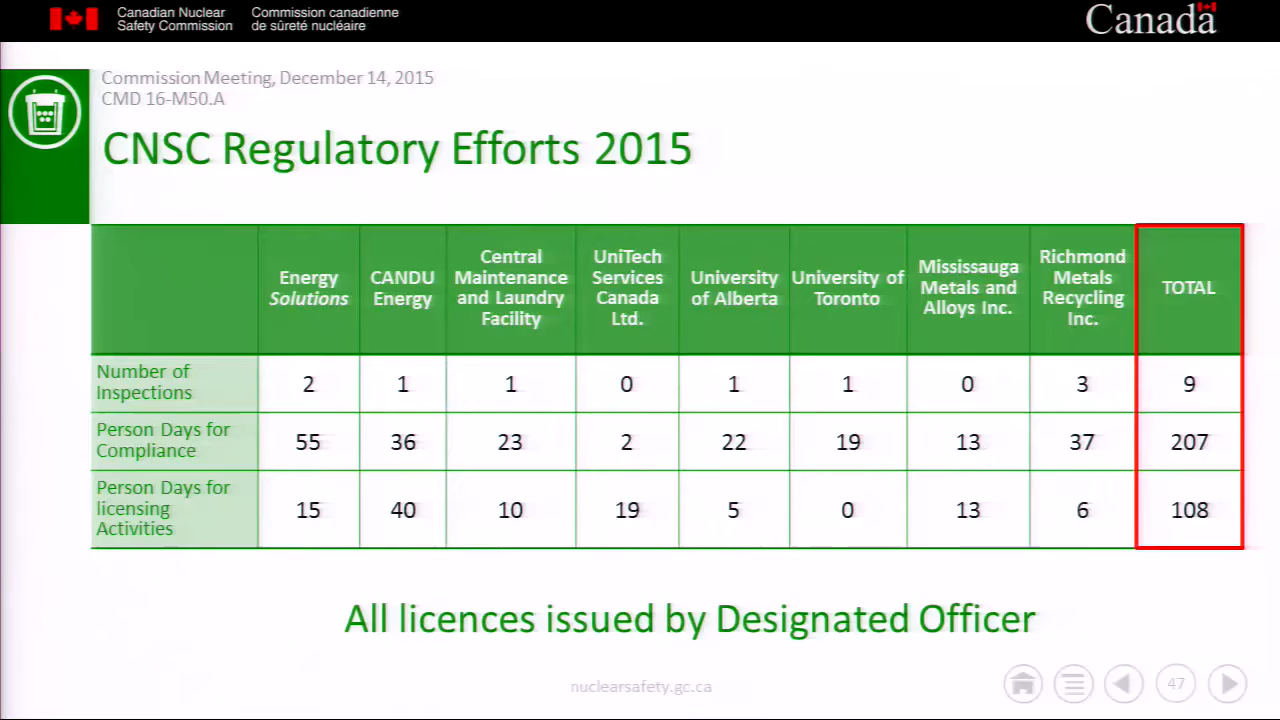 Canadian Nuclear Safety Commission
Commission canadienne de sûreté nucléaire
Canada
Commission Meeting, December 14, 2015
CMD 16-M50.A
CNSC Regulatory Efforts 2015
Energy Solutions
CANDU Energy
Central Maintenance and Laundry Facility
UniTech Services Canada Ltd.
University of Alberta
University of Toronto
Mississauga Metals and Alloys Inc.
Richmond Metals Recycling Inc.
TOTAL
Number of Inspections 2 1 1 0 1 1 0 3 9
Person Days for Compliance 55 36 23 2 22 19 13 37 207
Person Days for licensing Activities 15 40 10 19 5 0 13 6 108
All licences issued by Designated Officer
nuclearsafety.gc.ca
47